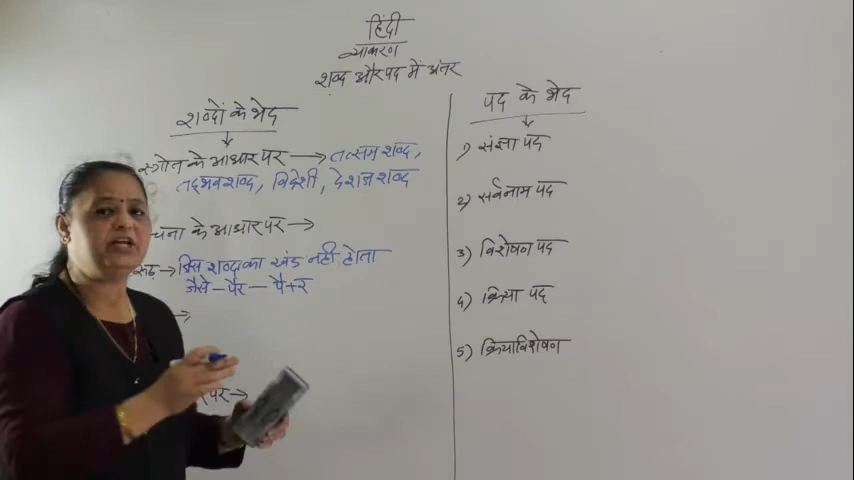 हिंदी
व्याकरण
शब्द और पद में अंतर
शब्दों के भेद
स्त्रोत के आधार पर → तत्सम शब्द,
तद्भव शब्द, विदेशी, देशज शब्द
चना के आधार पर →
रूढ़ → जिस शब्द का खंड नही होता
जैसे – पैर – पै+र
→
पर →
पद के भेद
1) संज्ञा पद
2) सर्वनाम पद
3) विशेषण पद
4) क्रिया पद
5) क्रियाविशेषण